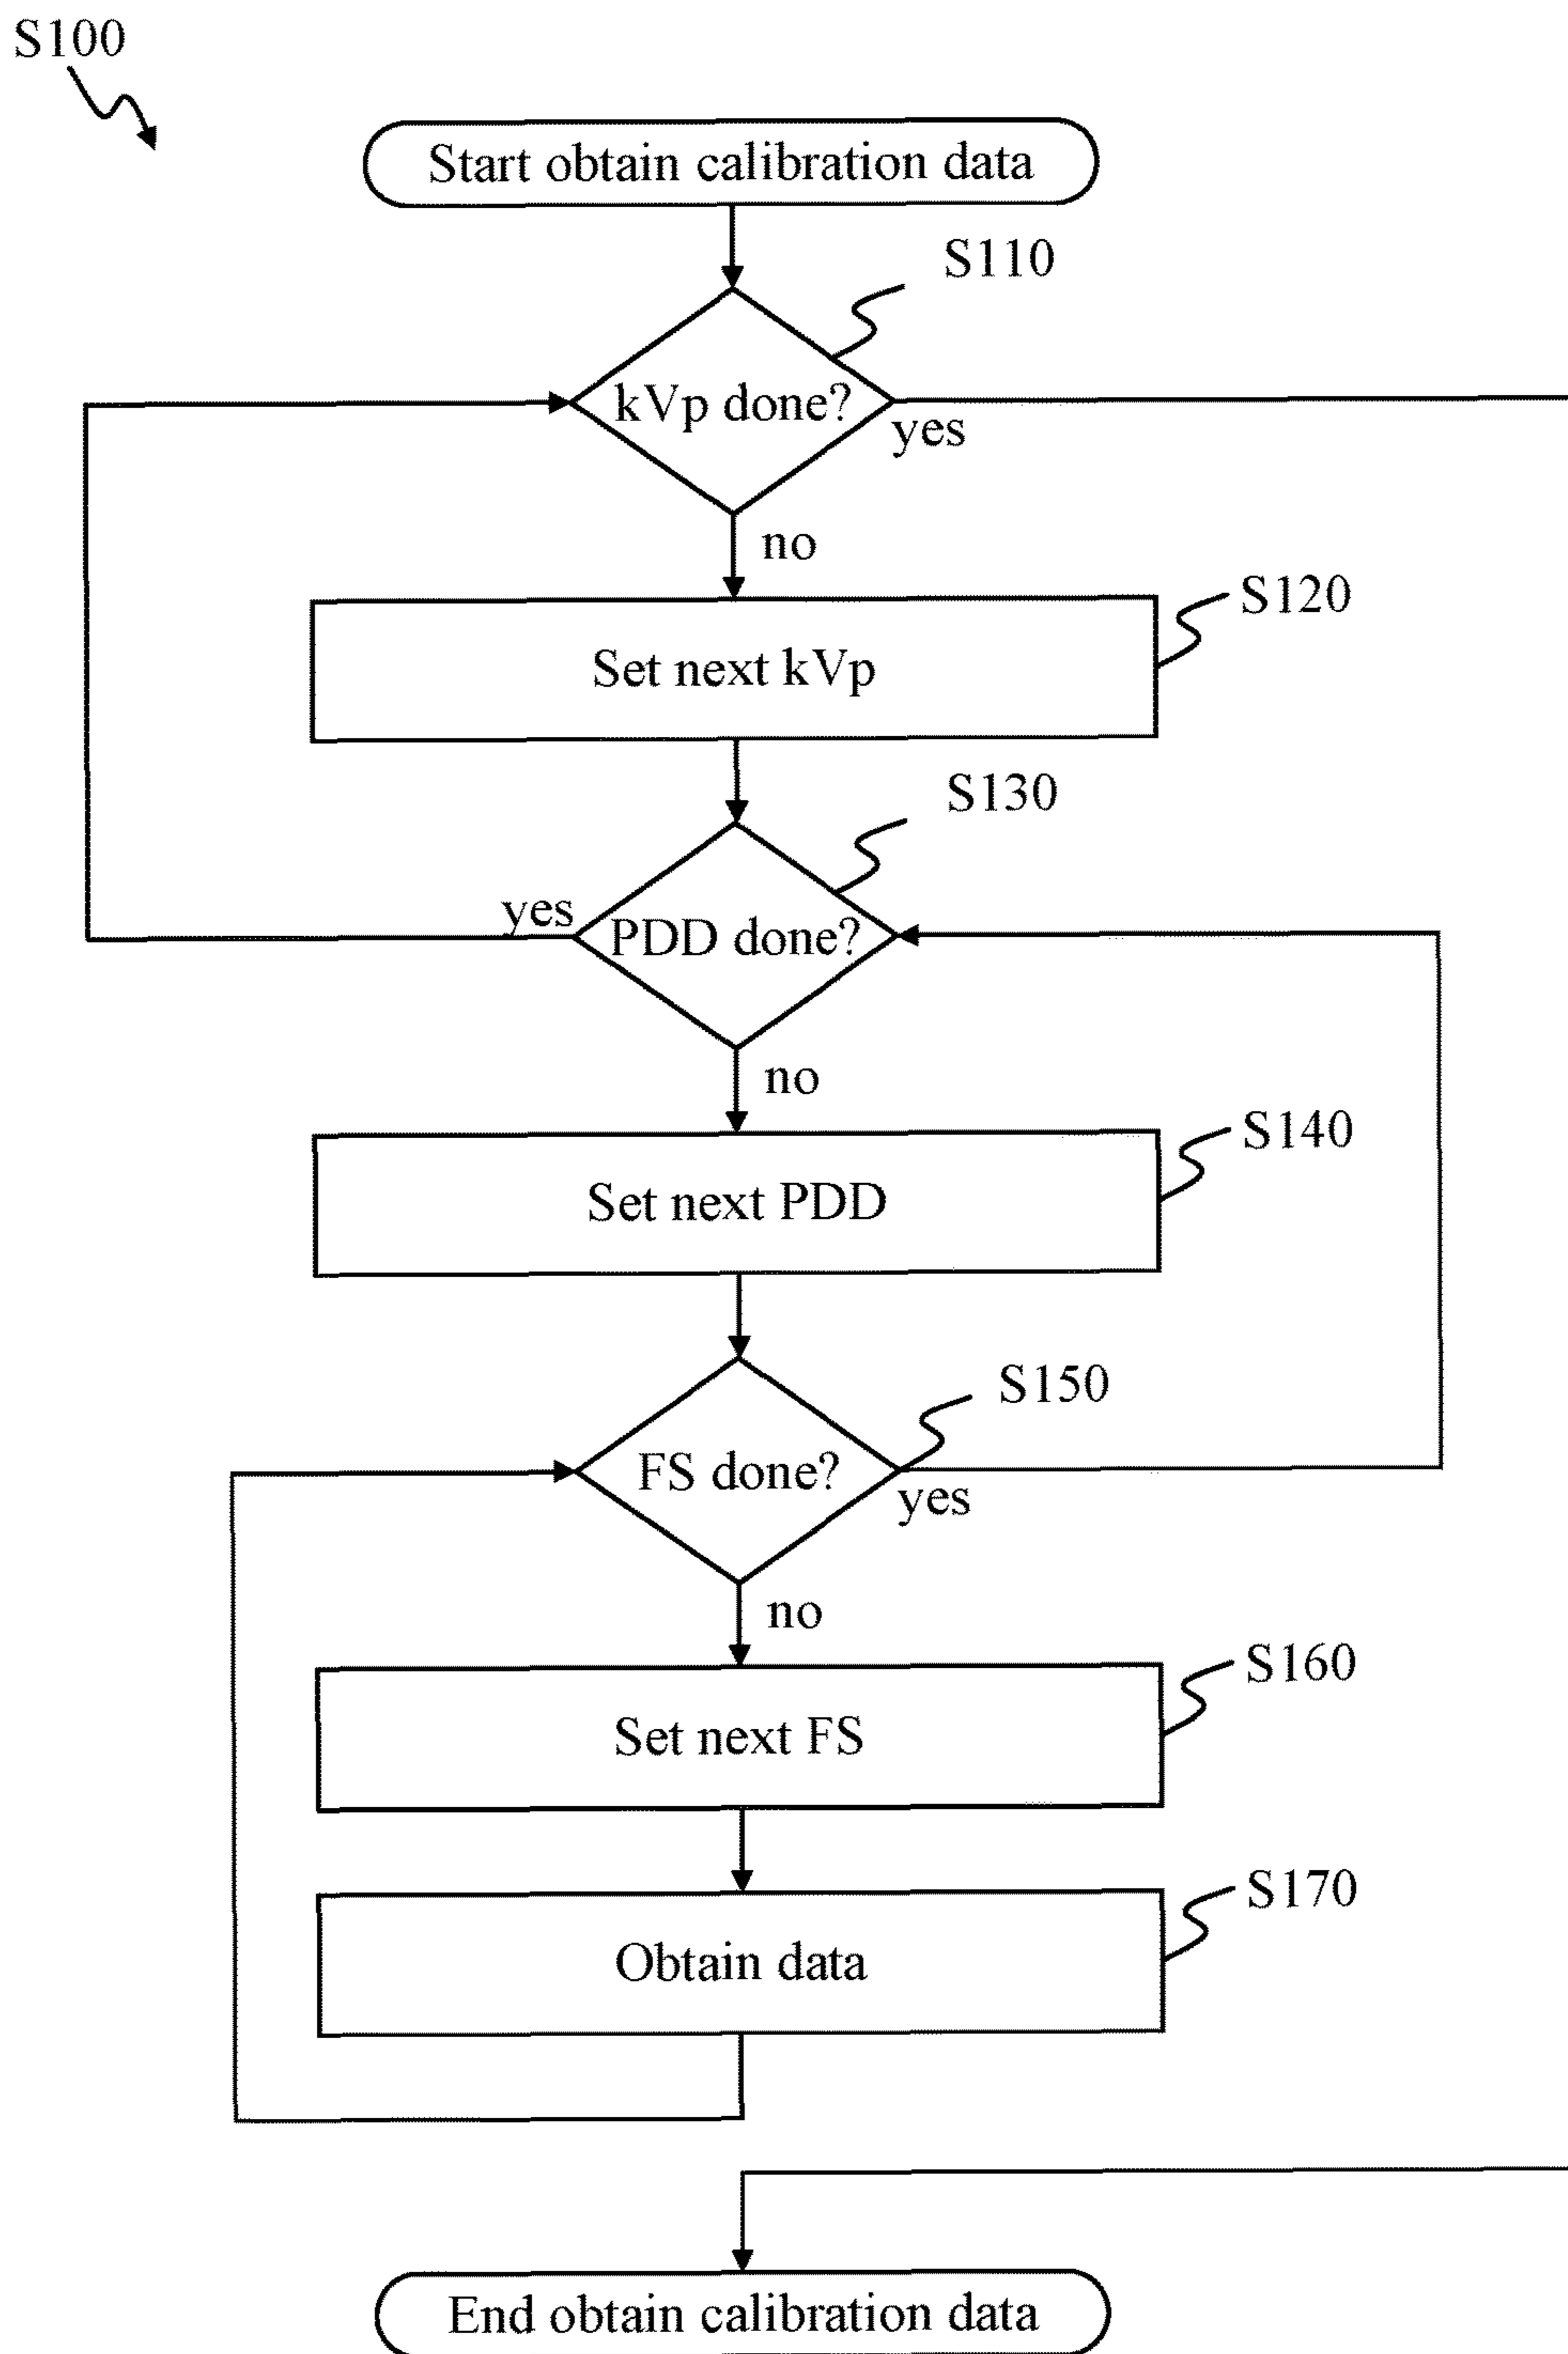 S100
Start obtain calibration data
S110
kVp done?
yes
no
S120
Set next kVp
S130
yes
PDD done?
no
S140
Set next PDD
S150
FS done?
yes
no
S160
Set next FS
S170
Obtain data
End obtain calibration data